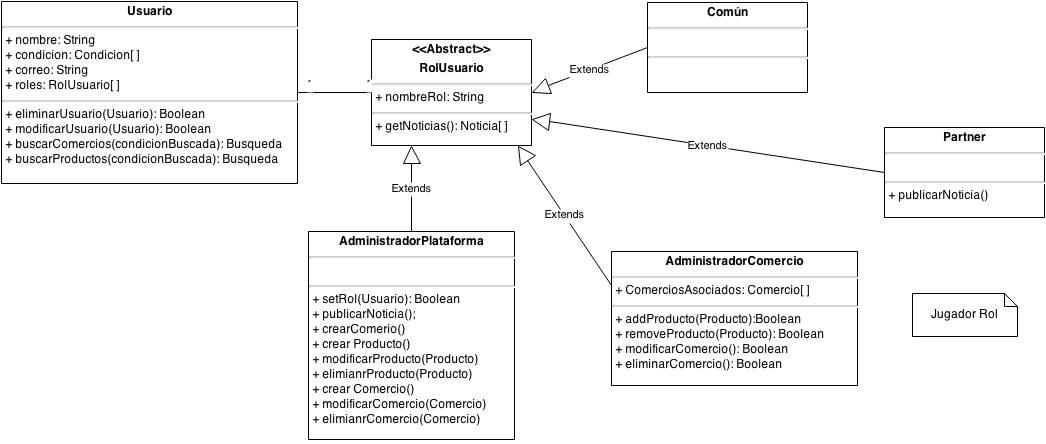 Usuario
+ nombre: String
+ condicion: Condicion[ ]
+ correo: String
+ roles: RolUsuario[ ]
+ eliminarUsuario(Usuario): Boolean
+ modificarUsuario(Usuario): Boolean
+ buscarComercios(condicionBuscada): Busqueda
+ buscarProductos(condicionBuscada): Busqueda
* *
<<Abstract>>
RolUsuario
+ nombreRol: String
+ getNoticias(): Noticia[ ]
Común
Extends
Partner
+ publicarNoticia()
Extends
Extends
Extends
AdministradorPlataforma
+ setRol(Usuario): Boolean
+ publicarNoticia();
+ crearComerio()
+ crear Producto()
+ modificarProducto(Producto)
+ elimianrProducto(Producto)
+ crear Comercio()
+ modificarComercio(Comercio)
+ elimianrComercio(Comercio)
AdministradorComercio
+ ComerciosAsociados: Comercio[ ]
+ addProducto(Producto):Boolean
+ removeProducto(Producto): Boolean
+ modificarComercio(): Boolean
+ eliminarComercio(): Boolean
Jugador Rol